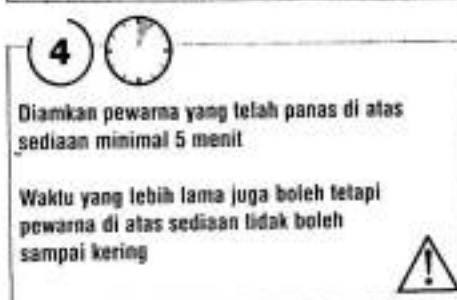 4
Diamkan pewarna yang telah panas di atas
sediaan minimal 5 menit
Waktu yang lebih lama juga boleh tetapi
pewarna di atas sediaan tidak boleh
sampai kering